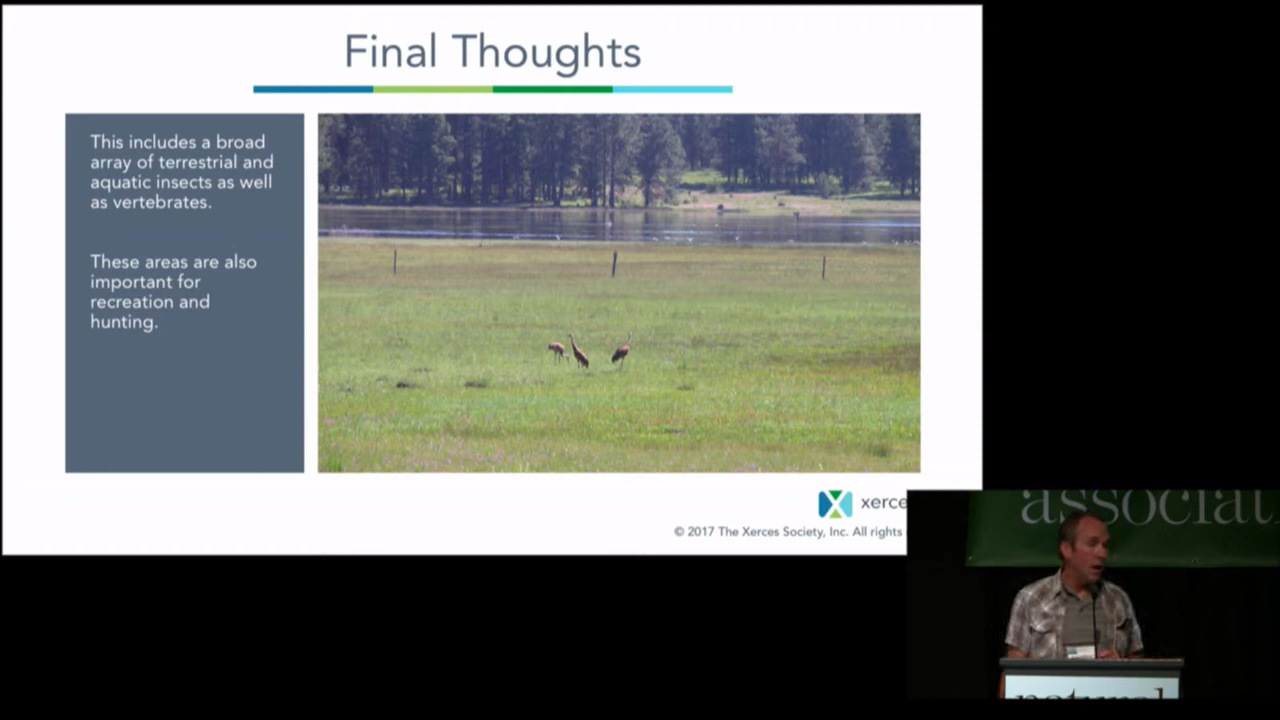 Final Thoughts
This includes a broad
array of terrestrial and
aquatic insects as well
as vertebrates.
These areas are also
important for
recreation and
hunting.
xerce
© 2017 The Xerces Society, Inc. All rights
associat
natural